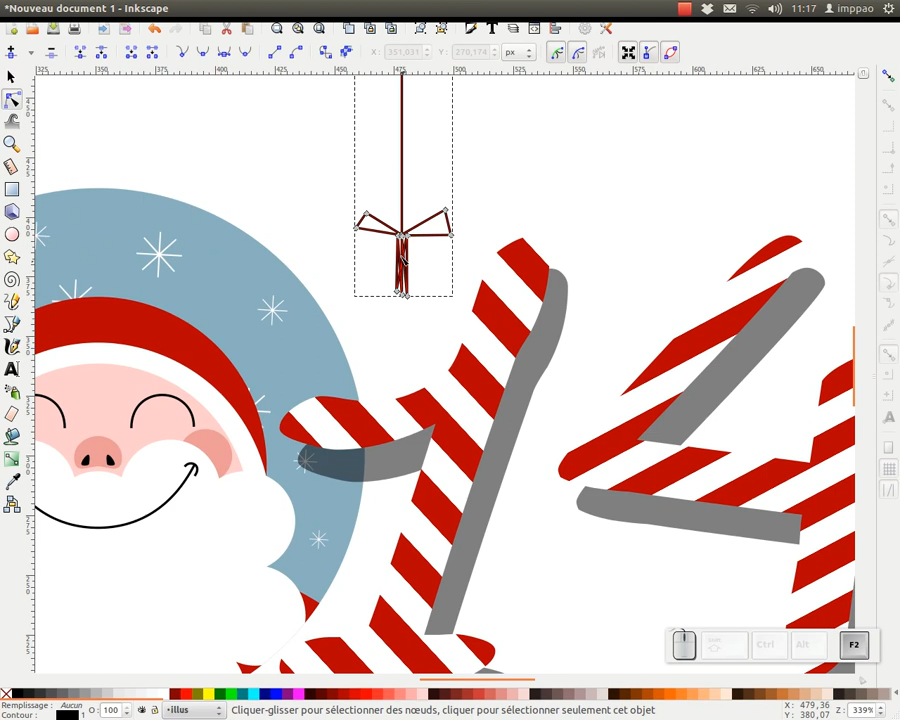 *Nouveau document 1 - Inkscape
11:17
imppao
X: 351,031
Y: 270,174
px
325 350 375 400 425 450 475 500 525 550 575 600 625 650
Ctrl
Alt
F2
Remplissage : Aucun
Contour :
O: 100
•illus
Cliquer-glisser pour sélectionner des nœuds, cliquer pour sélectionner seulement cet objet
X: 479,36
Y: 380,07
Z: 339%